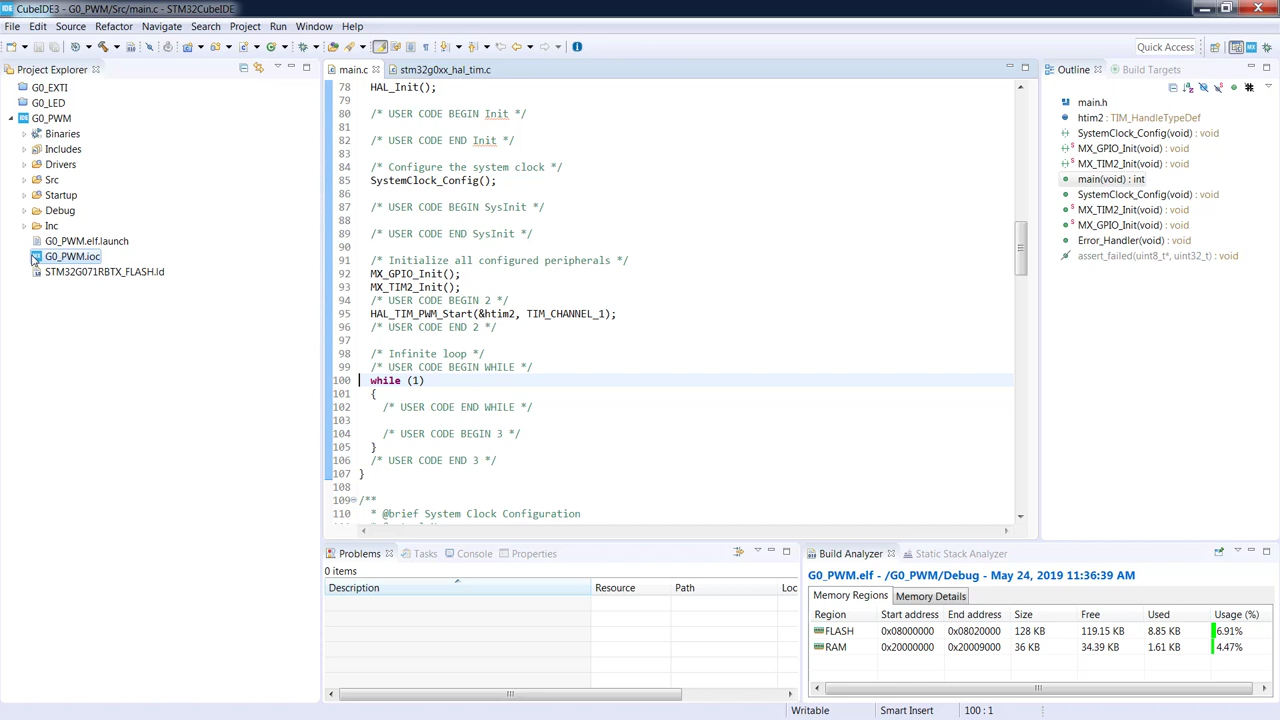 CubeIDE3 - G0_PWM/Src/main.c - STM32CubeIDE
File Edit Source Refactor Navigate Search Project Run Window Help
Quick Access
Project Explorer
G0_EXTI
G0_LED
G0_PWM
Binaries
Includes
Drivers
Src
Startup
Debug
Inc
G0_PWM.elf.launch
G0_PWM.ioc
STM32G071RBTX_FLASH.ld
main.c
stm32g0xx_hal_tim.c
78 HAL_Init();
79
80 /* USER CODE BEGIN Init */
81
82 /* USER CODE END Init */
83
84 /* Configure the system clock */
85 SystemClock_Config();
86
87 /* USER CODE BEGIN SysInit */
88
89 /* USER CODE END SysInit */
90
91 /* Initialize all configured peripherals */
92 MX_GPIO_Init();
93 MX_TIM2_Init();
94 /* USER CODE BEGIN 2 */
95 HAL_TIM_PWM_Start(&htim2, TIM_CHANNEL_1);
96 /* USER CODE END 2 */
97
98 /* Infinite loop */
99 /* USER CODE BEGIN WHILE */
100 while (1)
101 {
102 /* USER CODE END WHILE */
103
104 /* USER CODE BEGIN 3 */
105 }
106 /* USER CODE END 3 */
107 }
108
109 /**
110 * @brief System Clock Configuration
Outline
Build Targets
main.h
htim2 : TIM_HandleTypeDef
SystemClock_Config(void) : void
MX_GPIO_Init(void) : void
MX_TIM2_Init(void) : void
main(void) : int
SystemClock_Config(void) : void
MX_TIM2_Init(void) : void
MX_GPIO_Init(void) : void
Error_Handler(void) : void
assert_failed(uint8_t*, uint32_t) : void
Problems Tasks Console Properties
0 items
Description Resource Path Loc
Build Analyzer Static Stack Analyzer
G0_PWM.elf - /G0_PWM/Debug - May 24, 2019 11:36:39 AM
Memory Regions Memory Details
Region Start address End address Size Free Used Usage (%)
FLASH 0x08000000 0x08020000 128 KB 119.15 KB 8.85 KB 6.91%
RAM 0x20000000 0x20009000 36 KB 34.39 KB 1.61 KB 4.47%
Writable Smart Insert 100 : 1